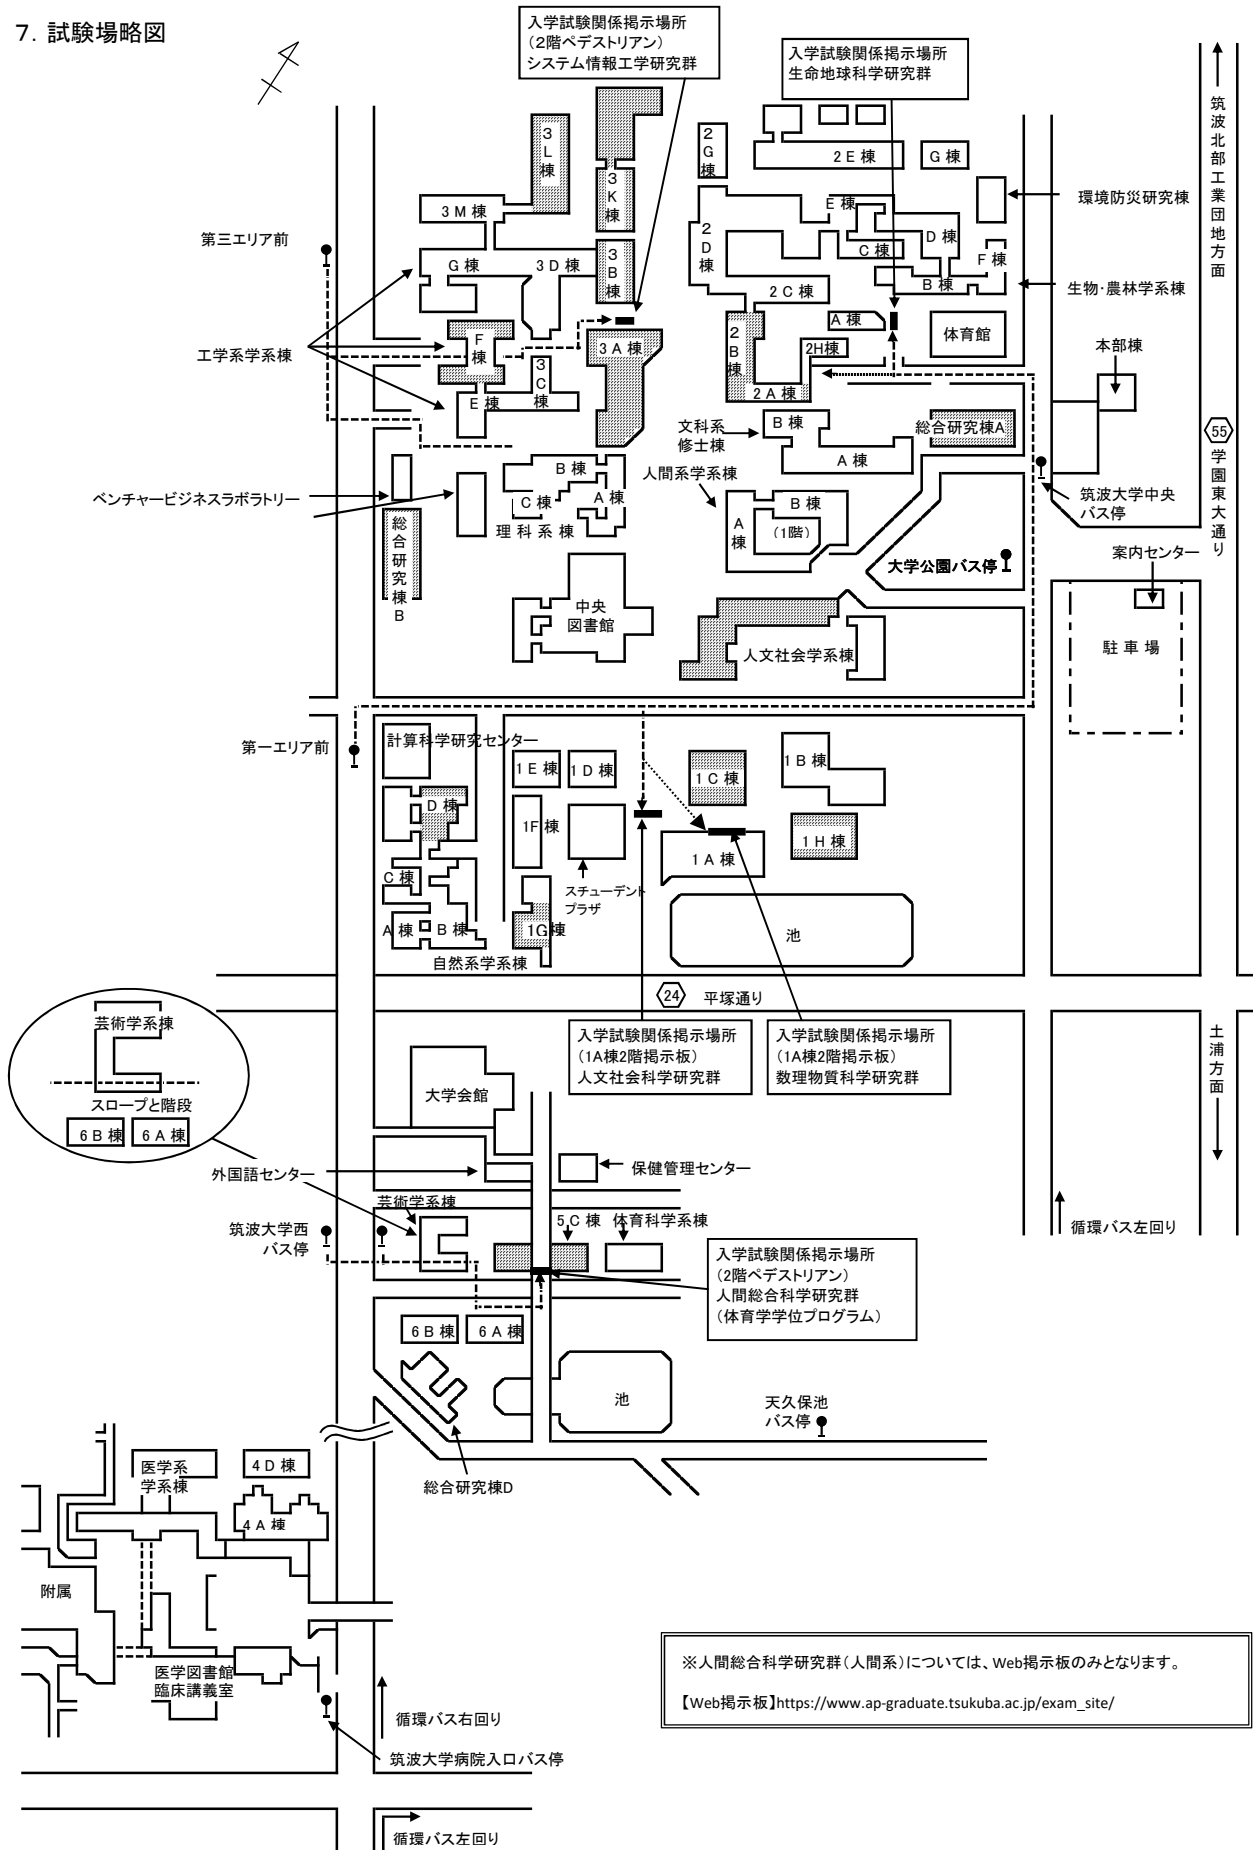 ７．試験場略図
入学試験関係掲示場所
（２階ペデストリアン）
システム情報工学研究群
入学試験関係掲示場所
生命地球科学研究群
筑波北部工業団地方面
３Ｌ棟
３Ｋ棟
２Ｇ棟
２Ｅ棟
Ｇ棟
環境防災研究棟
３Ｍ棟
Ｅ棟
Ｄ棟
Ｃ棟
Ｆ棟
Ｂ棟
第三エリア前
Ｇ棟
３Ｄ棟
３Ｂ棟
２Ｄ棟
２Ｃ棟
生物・農林学系棟
工学系学系棟
Ｆ棟
３Ａ棟
２Ｂ棟
Ａ棟
2H棟
体育館
本部棟
３Ｃ棟
Ｅ棟
２Ａ棟
文科系
修士棟
Ｂ棟
Ａ棟
総合研究棟A
55
学園東大通り
ベンチャービジネスラボラトリー
Ｂ棟
Ｃ棟
Ａ棟
理科系棟
人間系学系棟
Ａ棟
Ｂ棟
（1階）
筑波大学中央
バス停
総合研究棟B
大学公園バス停
案内センター
中央
図書館
人文社会学系棟
駐車場
第一エリア前
計算科学研究センター
１Ｅ棟
１Ｄ棟
１Ｃ棟
１Ｂ棟
Ｄ棟
1F棟
１Ａ棟
１Ｈ棟
Ｃ棟
スチューデント
プラザ
Ａ棟
Ｂ棟
1G棟
池
自然系学系棟
24
平塚通り
芸術学系棟
スロープと階段
６Ｂ棟
６Ａ棟
入学試験関係掲示場所
（1A棟2階掲示板）
人文社会科学研究群
入学試験関係掲示場所
（1A棟2階掲示板）
数理物質科学研究群
土浦方面
大学会館
外国語センター
保健管理センター
芸術学系棟
筑波大学西
バス停
５Ｃ棟
体育科学系棟
循環バス左回り
入学試験関係掲示場所
（2階ペデストリアン）
人間総合科学研究群
（体育学学位プログラム）
６Ｂ棟
６Ａ棟
池
天久保池
バス停
総合研究棟D
医学系
学系棟
４Ｄ棟
４Ａ棟
附属
医学図書館
臨床講義室
循環バス右回り
筑波大学病院入口バス停
循環バス左回り
※人間総合科学研究群（人間系）については、Web掲示板のみとなります。
【Web掲示板】https://www.ap-graduate.tsukuba.ac.jp/exam_site/